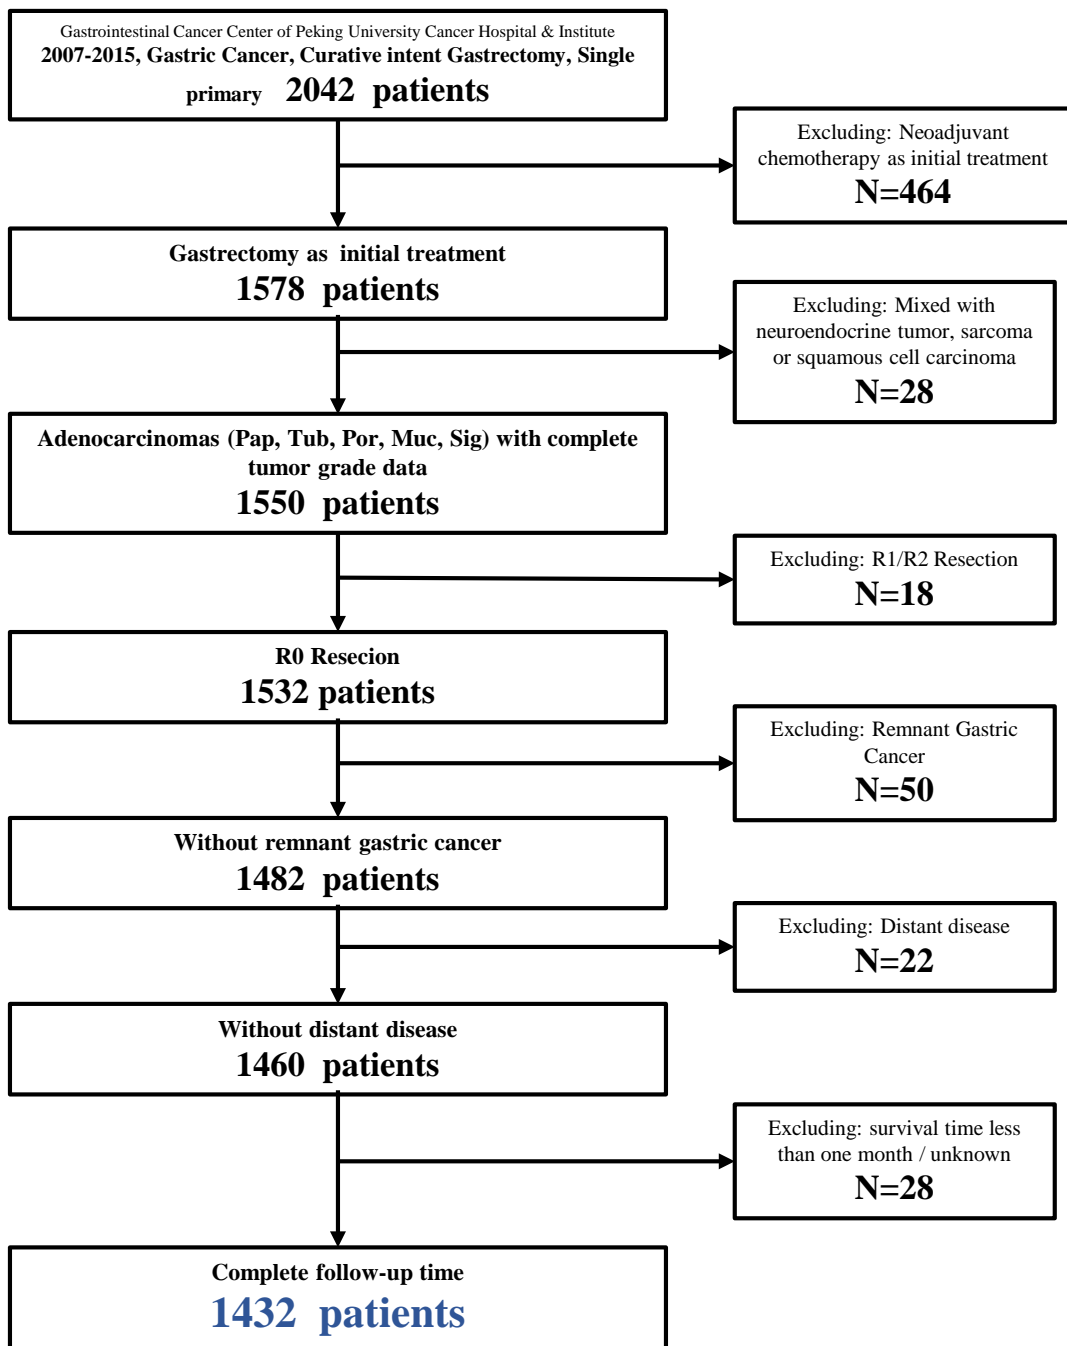 Gastrointestinal Cancer Center of Peking University Cancer Hospital & Institute
2007-2015, Gastric Cancer, Curative intent Gastrectomy, Single
primary 2042 patients
Excluding: Neoadjuvant
chemotherapy as initial treatment
N=464
Gastrectomy as initial treatment
1578 patients
Excluding: Mixed with
neuroendocrine tumor, sarcoma
or squamous cell carcinoma
N=28
Adenocarcinomas (Pap, Tub, Por, Muc, Sig) with complete
tumor grade data
1550 patients
Excluding: R1/R2 Resection
N=18
R0 Resecion
1532 patients
Excluding: Remnant Gastric
Cancer
N=50
Without remnant gastric cancer
1482 patients
Excluding: Distant disease
N=22
Without distant disease
1460 patients
Excluding: survival time less
than one month / unknown
N=28
Complete follow-up time
1432 patients